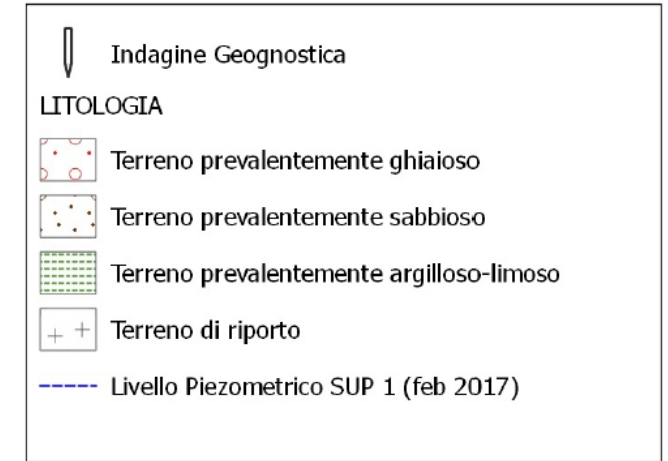 Indagine Geognostica
LITOLOGIA
Terreno prevalentemente ghiaioso
Terreno prevalentemente sabbioso
Terreno prevalentemente argilloso-limoso
Terreno di riporto
Livello Piezometrico SUP 1 (feb 2017)